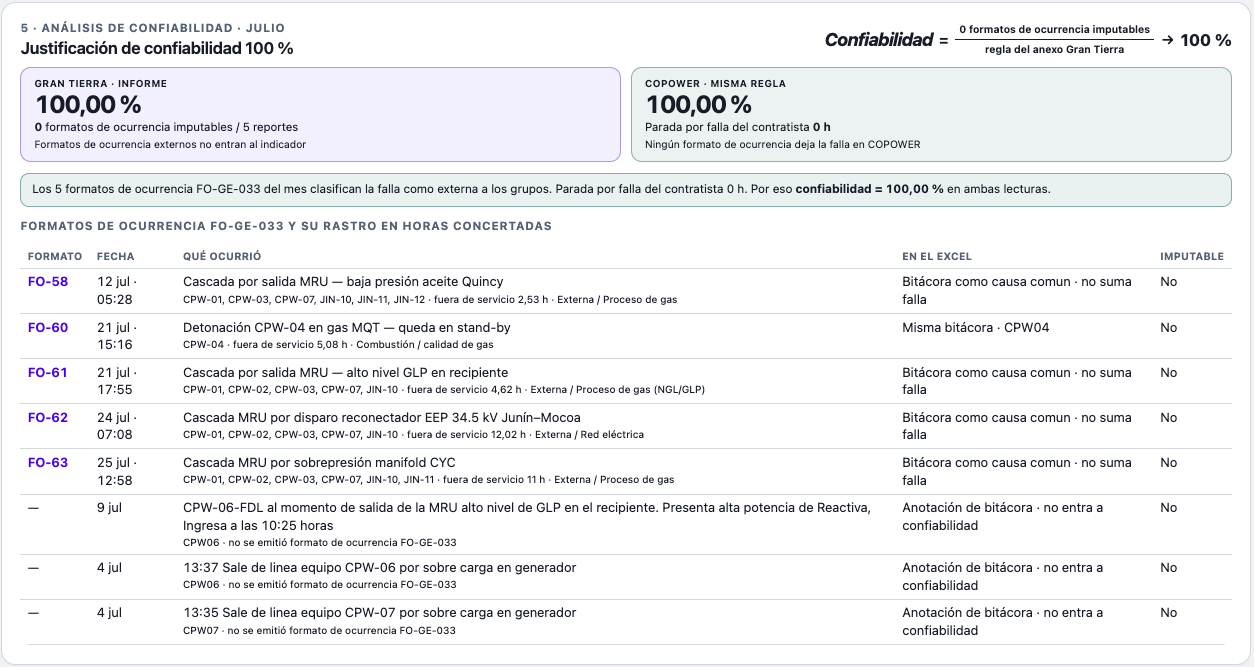 5 · ANÁLISIS DE CONFIABILIDAD · JULIO
Justificación de confiabilidad 100 %
Confiabilidad = 0 formatos de ocurrencia imputables
regla del anexo Gran Tierra
→ 100 %
GRAN TIERRA · INFORME
100,00 %
0 formatos de ocurrencia imputables / 5 reportes
Formatos de ocurrencia externos no entran al indicador
COPOWER · MISMA REGLA
100,00 %
Parada por falla del contratista 0 h
Ningún formato de ocurrencia deja la falla en COPOWER
Los 5 formatos de ocurrencia FO-GE-033 del mes clasifican la falla como externa a los grupos. Parada por falla del contratista 0 h. Por eso confiabilidad = 100,00 % en ambas lecturas.
FORMATOS DE OCURRENCIA FO-GE-033 Y SU RASTRO EN HORAS CONCERTADAS
FORMATO FECHA QUÉ OCURRIÓ EN EL EXCEL IMPUTABLE
FO-58
12 jul ·
05:28
Cascada por salida MRU — baja presión aceite Quincy
CPW-01, CPW-03, CPW-07, JIN-10, JIN-11, JIN-12 · fuera de servicio 2,53 h · Externa / Proceso de gas
Bitácora como causa comun · no suma
falla
No
FO-60
21 jul ·
15:16
Detonación CPW-04 en gas MQT — queda en stand-by
CPW-04 · fuera de servicio 5,08 h · Combustión / calidad de gas
Misma bitácora · CPW04
No
FO-61
21 jul ·
17:55
Cascada por salida MRU — alto nivel GLP en recipiente
CPW-01, CPW-02, CPW-03, CPW-07, JIN-10 · fuera de servicio 4,62 h · Externa / Proceso de gas (NGL/GLP)
Bitácora como causa comun · no suma
falla
No
FO-62
24 jul ·
07:08
Cascada MRU por disparo reconectador EEP 34.5 kV Junín–Mocoa
CPW-01, CPW-02, CPW-03, CPW-07, JIN-10 · fuera de servicio 12,02 h · Externa / Red eléctrica
Bitácora como causa comun · no suma
falla
No
FO-63
25 jul ·
12:58
Cascada MRU por sobrepresión manifold CYC
CPW-01, CPW-02, CPW-03, CPW-07, JIN-10, JIN-11 · fuera de servicio 11 h · Externa / Proceso de gas
Bitácora como causa comun · no suma
falla
No
—
9 jul
CPW-06-FDL al momento de salida de la MRU alto nivel de GLP en el recipiente. Presenta alta potencia de Reactiva,
Ingresa a las 10:25 horas
CPW06 · no se emitió formato de ocurrencia FO-GE-033
Anotación de bitácora · no entra a
confiabilidad
No
—
4 jul
13:37 Sale de linea equipo CPW-06 por sobre carga en generador
CPW06 · no se emitió formato de ocurrencia FO-GE-033
Anotación de bitácora · no entra a
confiabilidad
No
—
4 jul
13:35 Sale de linea equipo CPW-07 por sobre carga en generador
CPW07 · no se emitió formato de ocurrencia FO-GE-033
Anotación de bitácora · no entra a
confiabilidad
No